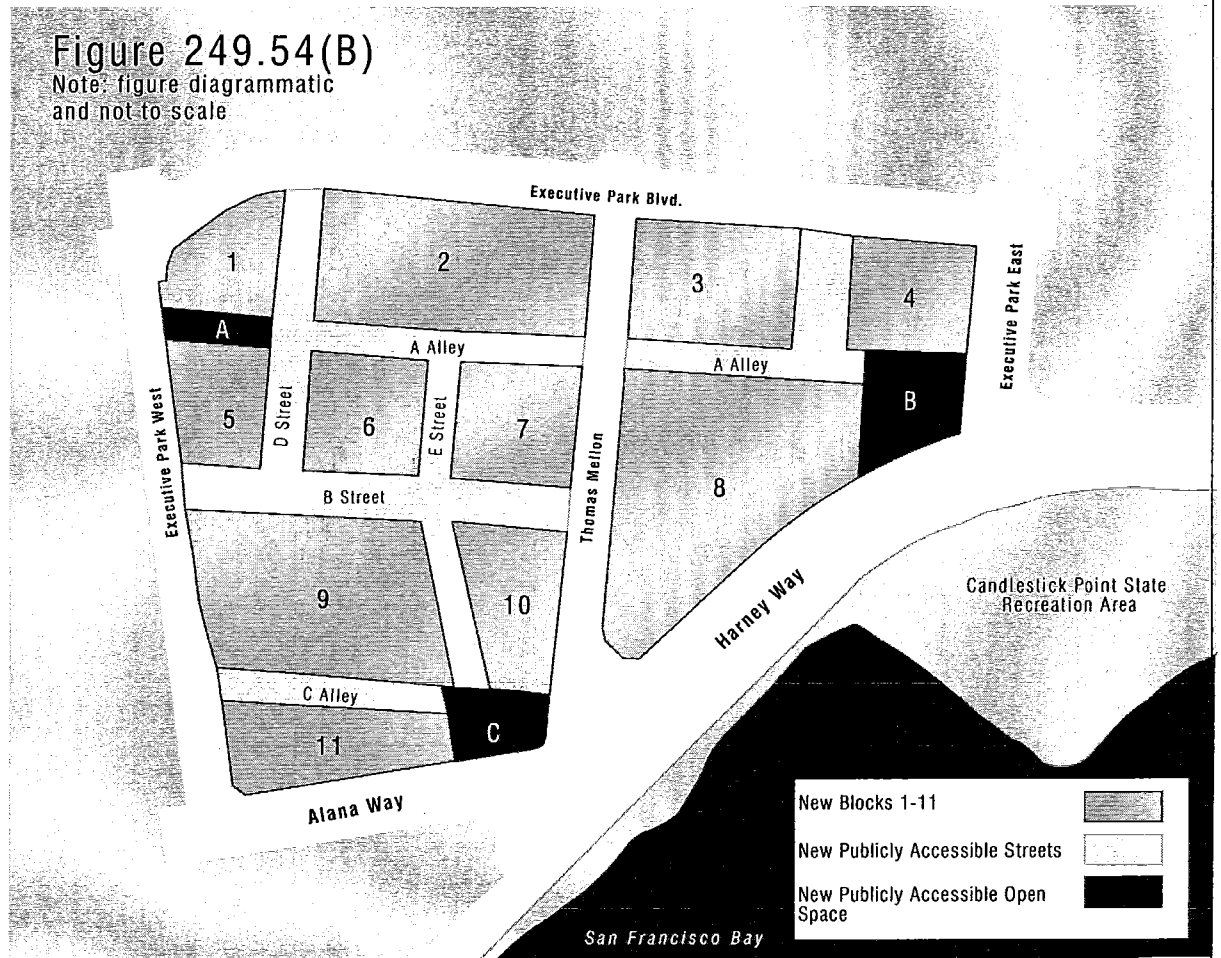 Figure 249.54(B)
Note: figure diagrammatic
and not to scale
Executive Park Blvd.
1
2
3
4
A
A Alley
A Alley
Executive Park East
B
5
D Street
6
E Street
7
8
Executive Park West
B Street
Thomas Mellon
9
10
Harney Way
Candlestick Point State
Recreation Area
C Alley
11
C
Alana Way
New Blocks 1-11
New Publicly Accessible Streets
New Publicly Accessible Open
Space
San Francisco Bay